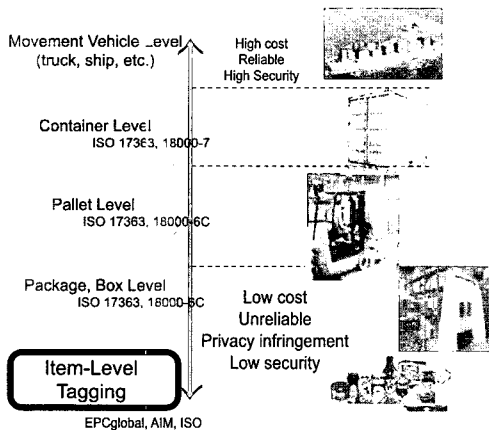 Movement Vehicle Level
(truck, ship, etc.)
High cost
Reliable
High Security
Container Level
ISO 17363, 18000-7
Pallet Level
ISO 17363, 18000-6C
Package, Box Level
ISO 17363, 18000-6C
Low cost
Unreliable
Privacy infringement
Low security
Item-Level
Tagging
EPCglobal, AIM, ISO